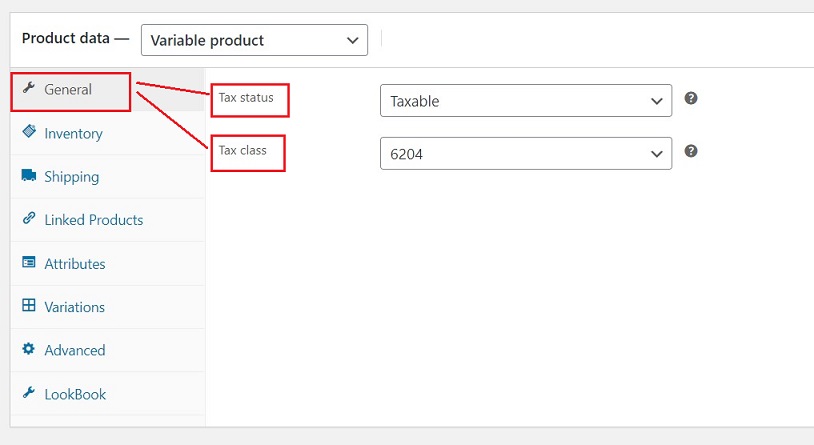 Product data — Variable product
General
Tax status Taxable ?
Tax class 6204 ?
Inventory
Shipping
Linked Products
Attributes
Variations
Advanced
LookBook